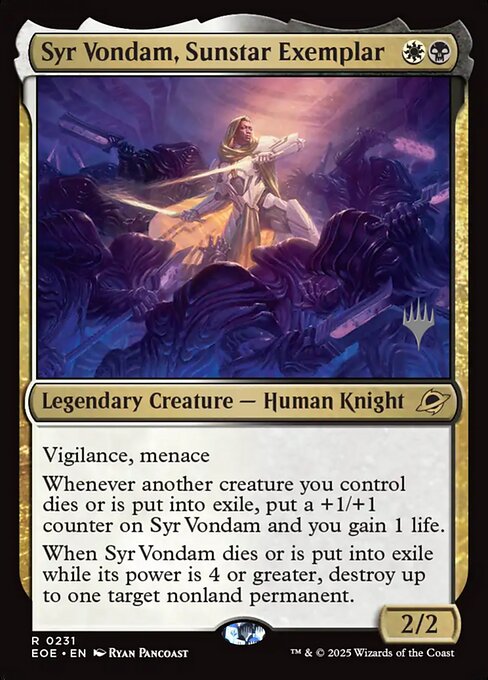 Syr Vondam, Sunstar Exemplar
Legendary Creature — Human Knight
Vigilance, menace
Whenever another creature you control
dies or is put into exile, put a +1/+1
counter on Syr Vondam and you gain 1 life.
When Syr Vondam dies or is put into exile
while its power is 4 or greater, destroy up
to one target nonland permanent.
2/2
R 0231
EOE • EN Ryan Pancoast
™ & © 2025 Wizards of the Coast